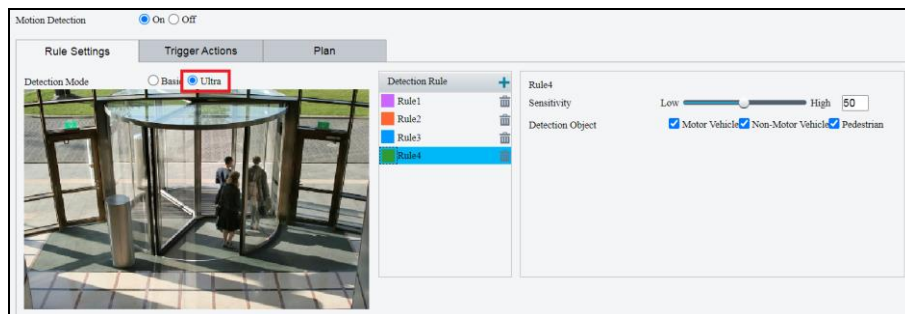 Motion Detection On Off
Rule Settings Trigger Actions Plan
Detection Mode Basic Ultra
Detection Rule
Rule1
Rule2
Rule3
Rule4
Rule4
Sensitivity Low High 50
Detection Object Motor Vehicle Non-Motor Vehicle Pedestrian